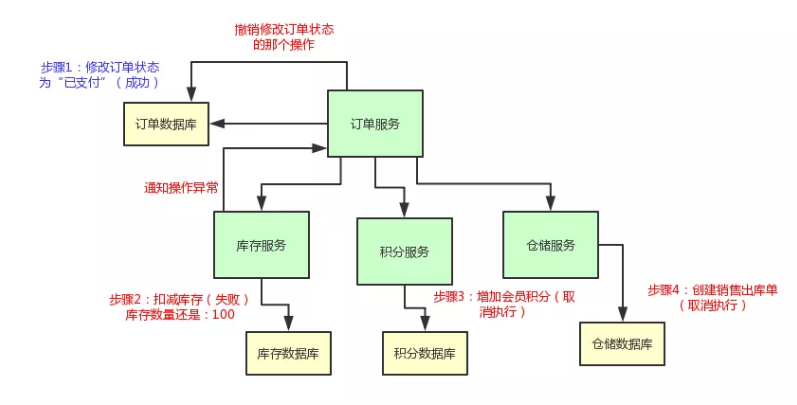 撤销修改订单状态
的那个操作
步骤1：修改订单状态
为“已支付”（成功）
订单数据库
订单服务
通知操作异常
库存服务
积分服务
仓储服务
步骤2：扣减库存（失败）
库存数量还是：100
步骤3：增加会员积分（取
消执行）
步骤4：创建销售出库单
（取消执行）
库存数据库
积分数据库
仓储数据库